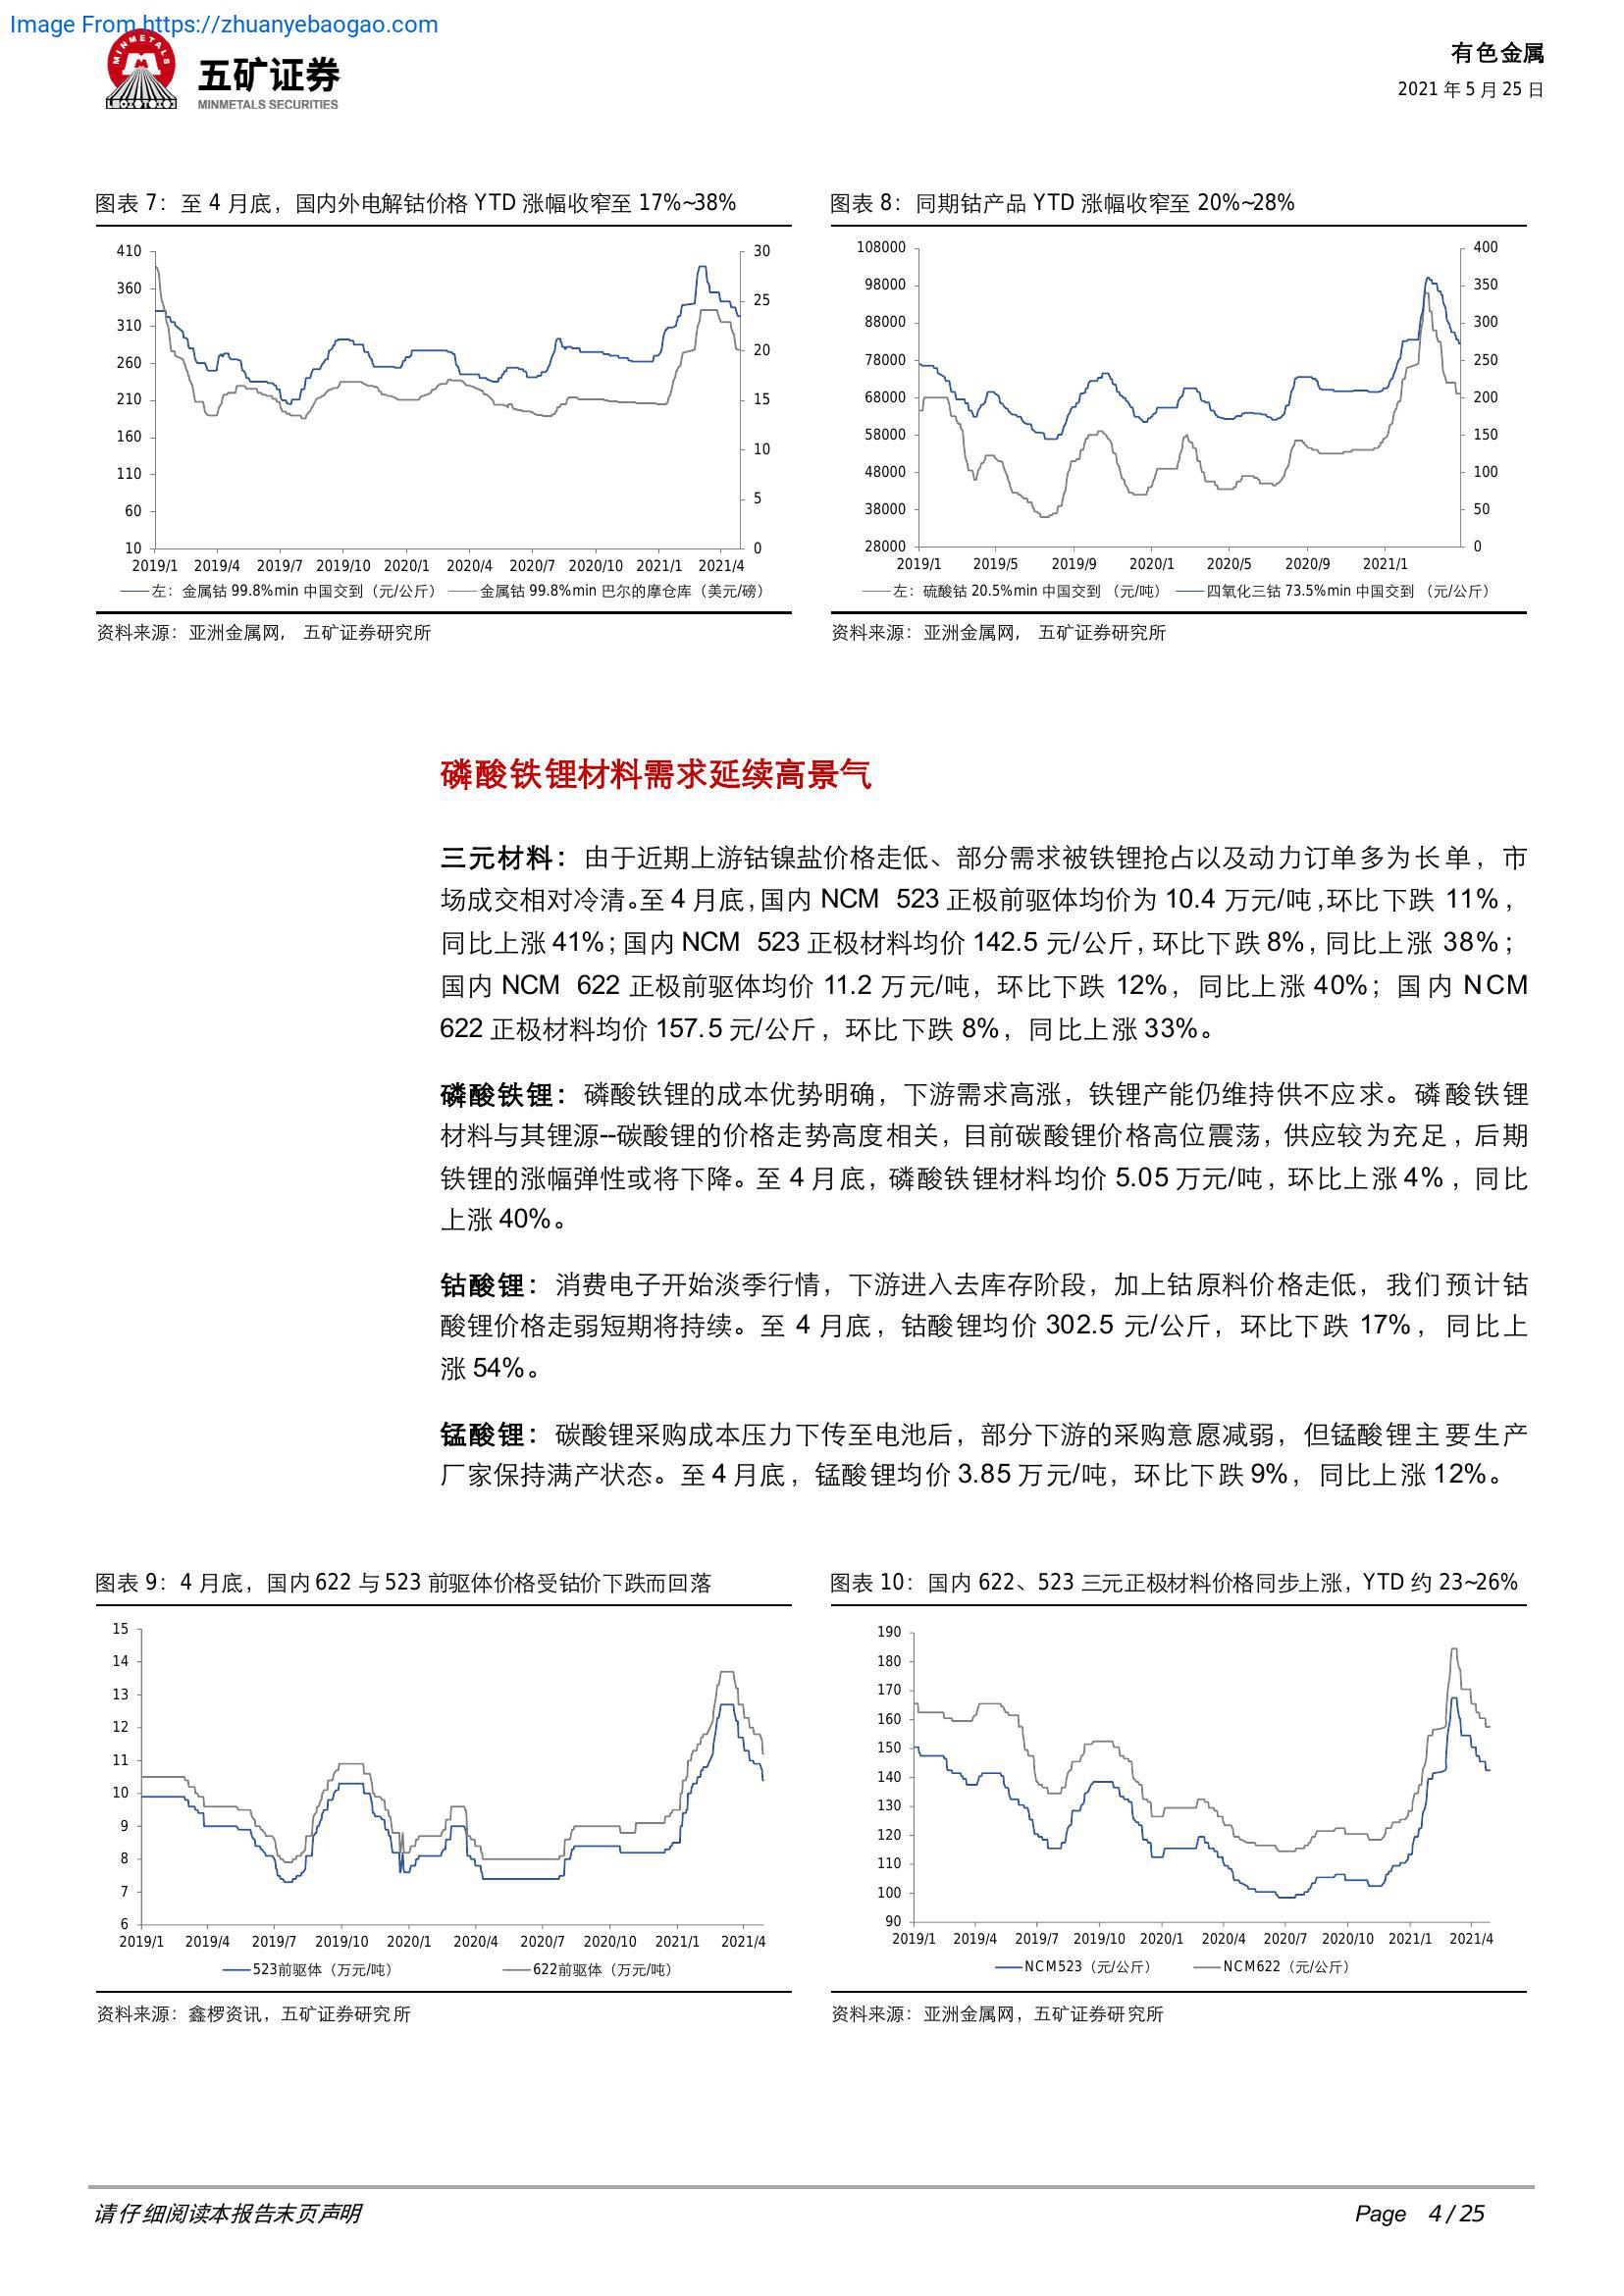 Image From https://zhuanyebaogao.com
MINMETALS
五矿证券
MINMETALS SECURITIES
有色金属
2021 年 5 月 25 日
图表 7：至 4 月底，国内外电解钴价格 YTD 涨幅收窄至 17%~38%
410
360
310
260
210
160
110
60
10
30
25
20
15
10
5
0
2019/1 2019/4 2019/7 2019/10 2020/1 2020/4 2020/7 2020/10 2021/1 2021/4
左：金属钴 99.8%min 中国交到（元/公斤） 金属钴 99.8%min 巴尔的摩仓库（美元/磅）
资料来源：亚洲金属网， 五矿证券研究所
图表 8：同期钴产品 YTD 涨幅收窄至 20%~28%
108000
98000
88000
78000
68000
58000
48000
38000
28000
400
350
300
250
200
150
100
50
0
2019/1 2019/5 2019/9 2020/1 2020/5 2020/9 2021/1
左：硫酸钴 20.5%min 中国交到 （元/吨） 四氧化三钴 73.5%min 中国交到 （元/公斤）
资料来源：亚洲金属网， 五矿证券研究所
磷酸铁锂材料需求延续高景气
三元材料：由于近期上游钴镍盐价格走低、部分需求被铁锂抢占以及动力订单多为长单，市
场成交相对冷清。至 4 月底，国内 NCM 523 正极前驱体均价为 10.4 万元/吨，环比下跌 11%，
同比上涨 41%；国内 NCM 523 正极材料均价 142.5 元/公斤，环比下跌 8%，同比上涨 38%；
国内 NCM 622 正极前驱体均价 11.2 万元/吨，环比下跌 12%，同比上涨 40%；国内 NCM
622 正极材料均价 157.5 元/公斤，环比下跌 8%，同比上涨 33%。
磷酸铁锂：磷酸铁锂的成本优势明确，下游需求高涨，铁锂产能仍维持供不应求。磷酸铁锂
材料与其锂源--碳酸锂的价格走势高度相关，目前碳酸锂价格高位震荡，供应较为充足，后期
铁锂的涨幅弹性或将下降。至 4 月底，磷酸铁锂材料均价 5.05 万元/吨，环比上涨 4%，同比
上涨 40%。
钴酸锂：消费电子开始淡季行情，下游进入去库存阶段，加上钴原料价格走低，我们预计钴
酸锂价格走弱短期将持续。至 4 月底，钴酸锂均价 302.5 元/公斤，环比下跌 17%，同比上
涨 54%。
锰酸锂：碳酸锂采购成本压力下传至电池后，部分下游的采购意愿减弱，但锰酸锂主要生产
厂家保持满产状态。至 4 月底，锰酸锂均价 3.85 万元/吨，环比下跌 9%，同比上涨 12%。
图表 9：4 月底，国内 622 与 523 前驱体价格受钴价下跌而回落
15
14
13
12
11
10
9
8
7
6
2019/1 2019/4 2019/7 2019/10 2020/1 2020/4 2020/7 2020/10 2021/1 2021/4
523前驱体（万元/吨） 622前驱体（万元/吨）
资料来源：鑫椤资讯，五矿证券研究所
图表 10：国内 622、523 三元正极材料价格同步上涨，YTD 约 23~26%
190
180
170
160
150
140
130
120
110
100
90
2019/1 2019/4 2019/7 2019/10 2020/1 2020/4 2020/7 2020/10 2021/1 2021/4
NCM523（元/公斤） NCM622（元/公斤）
资料来源：亚洲金属网，五矿证券研究所
请仔细阅读本报告末页声明
Page 4 / 25